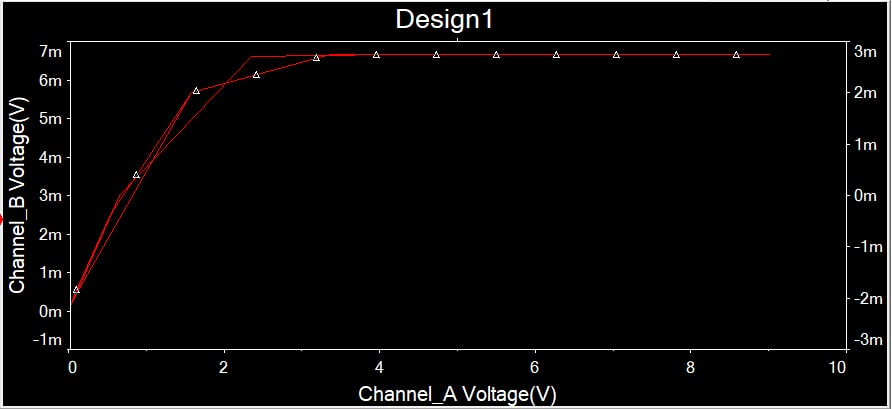 Design1
7m
6m
5m
4m
3m
2m
1m
0m
-1m
Channel_B Voltage(V)
3m
2m
1m
0m
-1m
-2m
-3m
0 2 4 6 8 10
Channel_A Voltage(V)